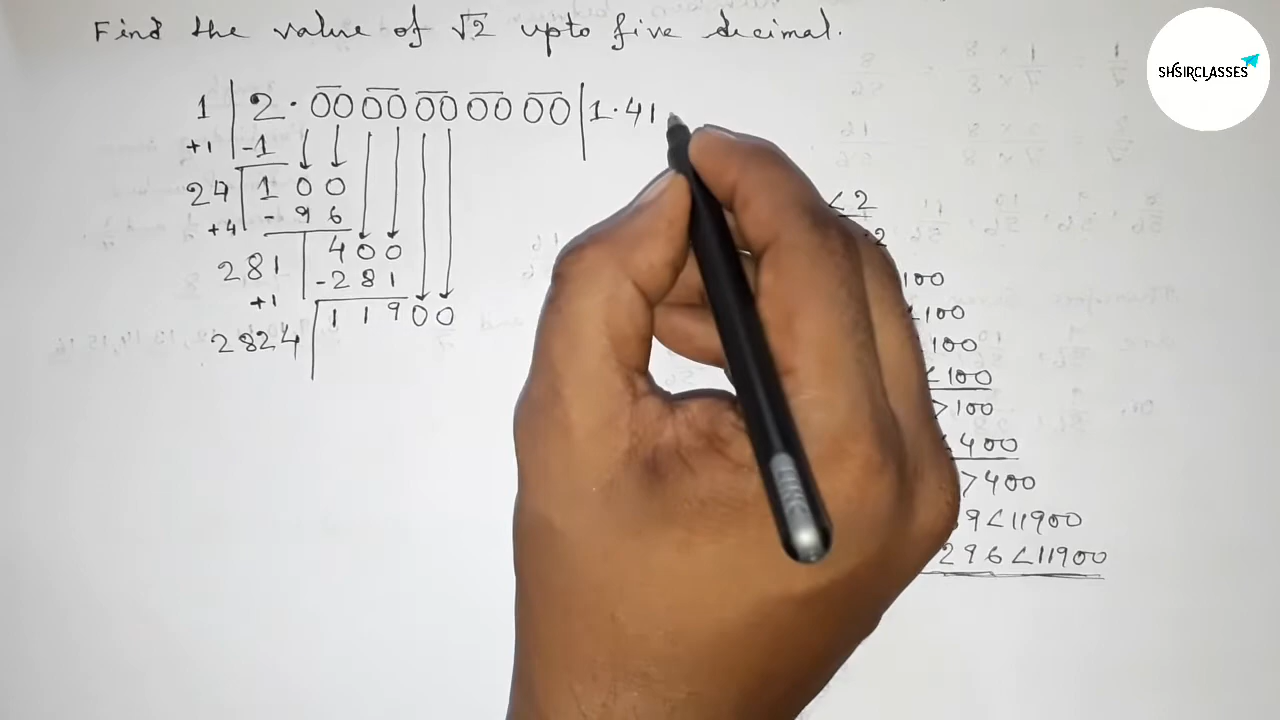 Find the value of √2 upto five decimal.
SHSIRCLASSES
1 | 2.00 00 00 00 00 | 1.41
+1 -1
24 | 1 0 0
+4 - 9 6
281 | 4 0 0
+1 - 2 8 1
2824 | 1 1 9 0 0
< 2
100
<100
100
<100
>100
<400
>400
9<11900
296<11900